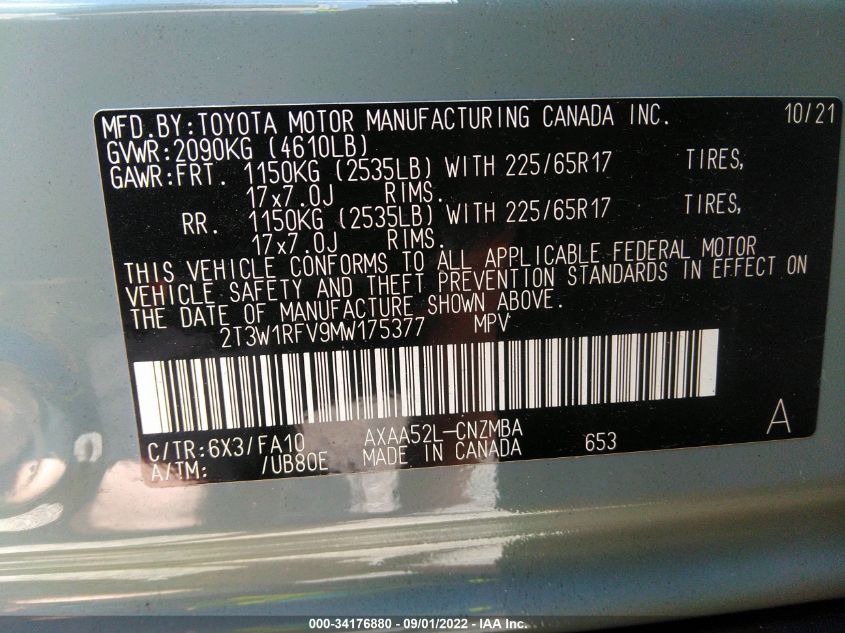 MFD.BY:TOYOTA MOTOR MANUFACTURING CANADA INC. 10/21
GVWR:2090KG (4610LB)
GAWR:FRT. 1150KG (2535LB) WITH 225/65R17 TIRES,
17x7.0J RIMS.
RR. 1150KG (2535LB) WITH 225/65R17 TIRES,
17x7.0J RIMS.
THIS VEHICLE CONFORMS TO ALL APPLICABLE FEDERAL MOTOR
VEHICLE SAFETY AND THEFT PREVENTION STANDARDS IN EFFECT ON
THE DATE OF MANUFACTURE SHOWN ABOVE.
2T3W1RFV9MW175377 MPV
C/TR:6X3/FA10 AXAA52L-CNZMBA 653 A
A/TM: /UB80E MADE IN CANADA
000-34176880 - 09/01/2022 - IAA Inc.